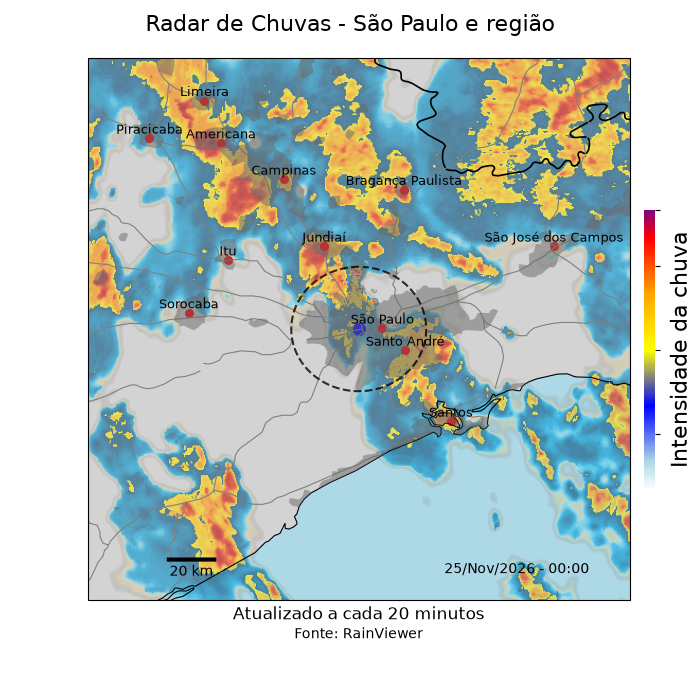 Radar de Chuvas - São Paulo e região
Limeira
Piracicaba
Americana
Campinas
Bragança Paulista
Jundiaí
São José dos Campos
Itu
Sorocaba
São Paulo
Santo André
Santos
Intensidade da chuva
20 km
25/Nov/2026 - 00:00
Atualizado a cada 20 minutos
Fonte: RainViewer